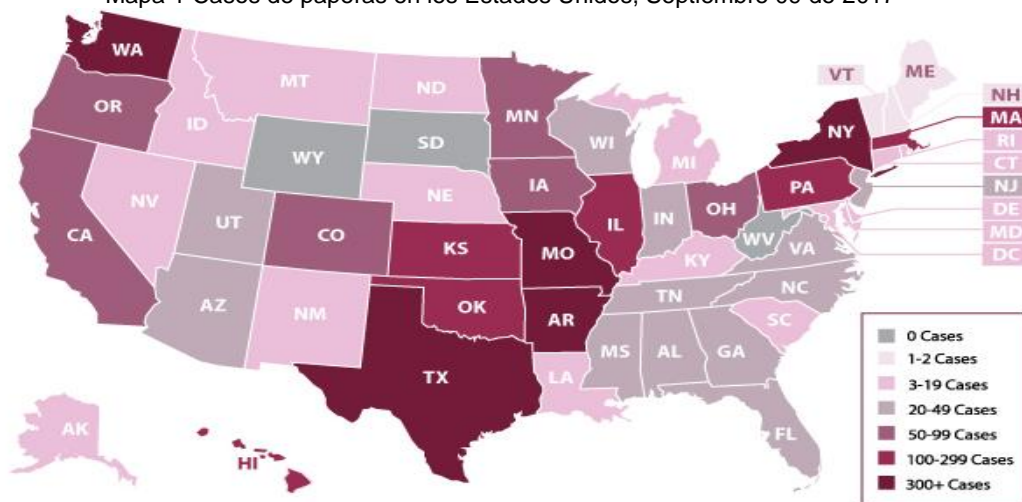 Mapa 1 Casos de paperas en los Estados Unidos, Septiembre 09 de 2017
WA
MT
ND
VT
ME
OR
ID
MN
NH
MA
NY
WI
SD
RI
WY
MI
CT
NE
IA
PA
NJ
NV
OH
DE
UT
IL
IN
CA
CO
WV
MD
KS
MO
VA
KY
DC
NC
TN
AZ
OK
NM
AR
SC
MS
AL
GA
TX
LA
AK
HI
FL
0 Cases
1-2 Cases
3-19 Cases
20-49 Cases
50-99 Cases
100-299 Cases
300+ Cases